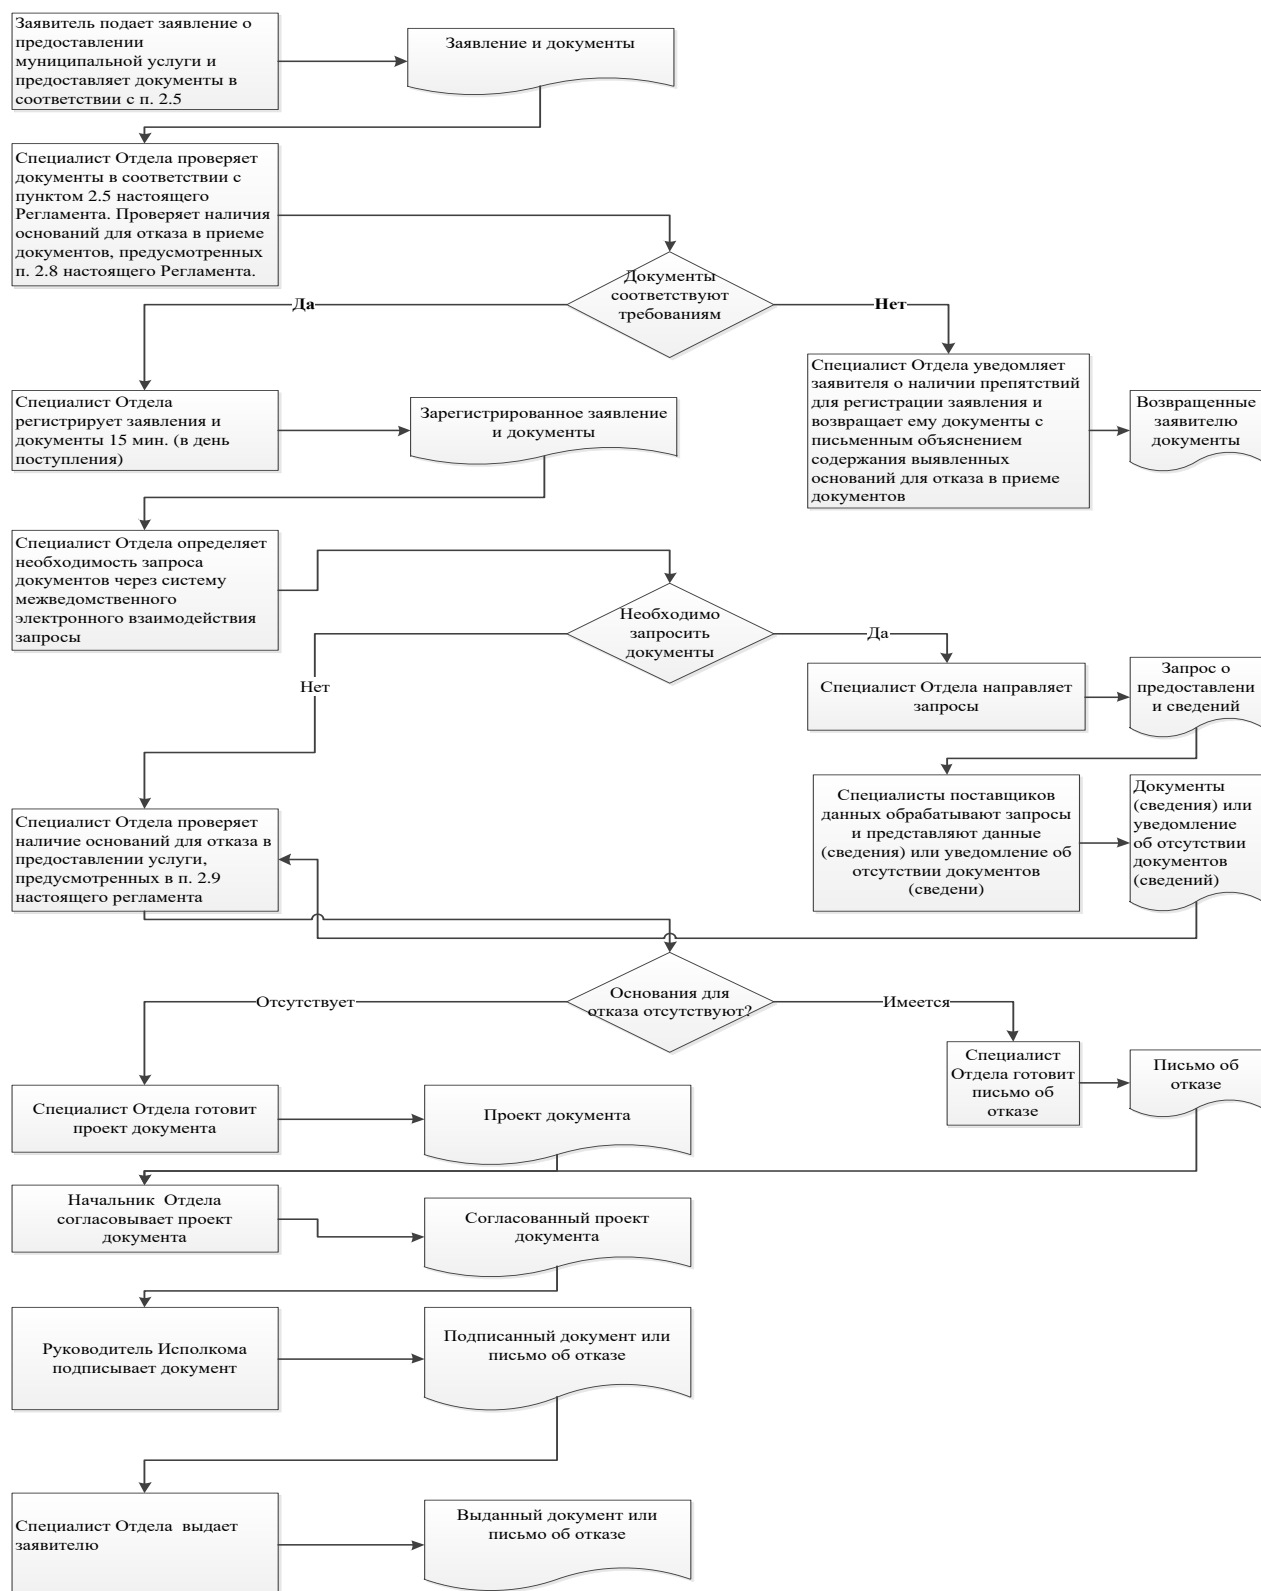 Заявитель подает заявление о
предоставлении
муниципальной услуги и
предоставляет документы в
соответствии с п. 2.5
Заявление и документы
Специалист Отдела проверяет
документы в соответствии с
пунктом 2.5 настоящего
Регламента. Проверяет наличия
оснований для отказа в приеме
документов, предусмотренных
п. 2.8 настоящего Регламента.
Документы
соответствуют
требованиям
Да
Нет
Специалист Отдела
регистрирует заявления и
документы 15 мин. (в день
поступления)
Зарегистрированное заявление
и документы
Специалист Отдела уведомляет
заявителя о наличии препятствий
для регистрации заявления и
возвращает ему документы с
письменным объяснением
содержания выявленных
оснований для отказа в приеме
документов
Возвращенные
заявителю
документы
Специалист Отдела определяет
необходимость запроса
документов через систему
межведомственного
электронного взаимодействия
запросы
Необходимо
запросить
документы
Да
Нет
Специалист Отдела направляет
запросы
Запрос о
предоставлени
и сведений
Специалисты поставщиков
данных обрабатывают запросы
и представляют данные
(сведения) или уведомление об
отсутствии документов
(сведени)
Документы
(сведения) или
уведомление
об отсутствии
документов
(сведений)
Специалист Отдела проверяет
наличие оснований для отказа в
предоставлении услуги,
предусмотренных в п. 2.9
настоящего регламента
Основания для
отказа отсутствуют?
Отсутствует
Имеется
Специалист
Отдела готовит
письмо об
отказе
Письмо об
отказе
Специалист Отдела готовит
проект документа
Проект документа
Начальник  Отдела
согласовывает проект
документа
Согласованный проект
документа
Руководитель Исполкома
подписывает документ
Подписанный документ или
письмо об отказе
Специалист Отдела  выдает
заявителю
Выданный документ или
письмо об отказе